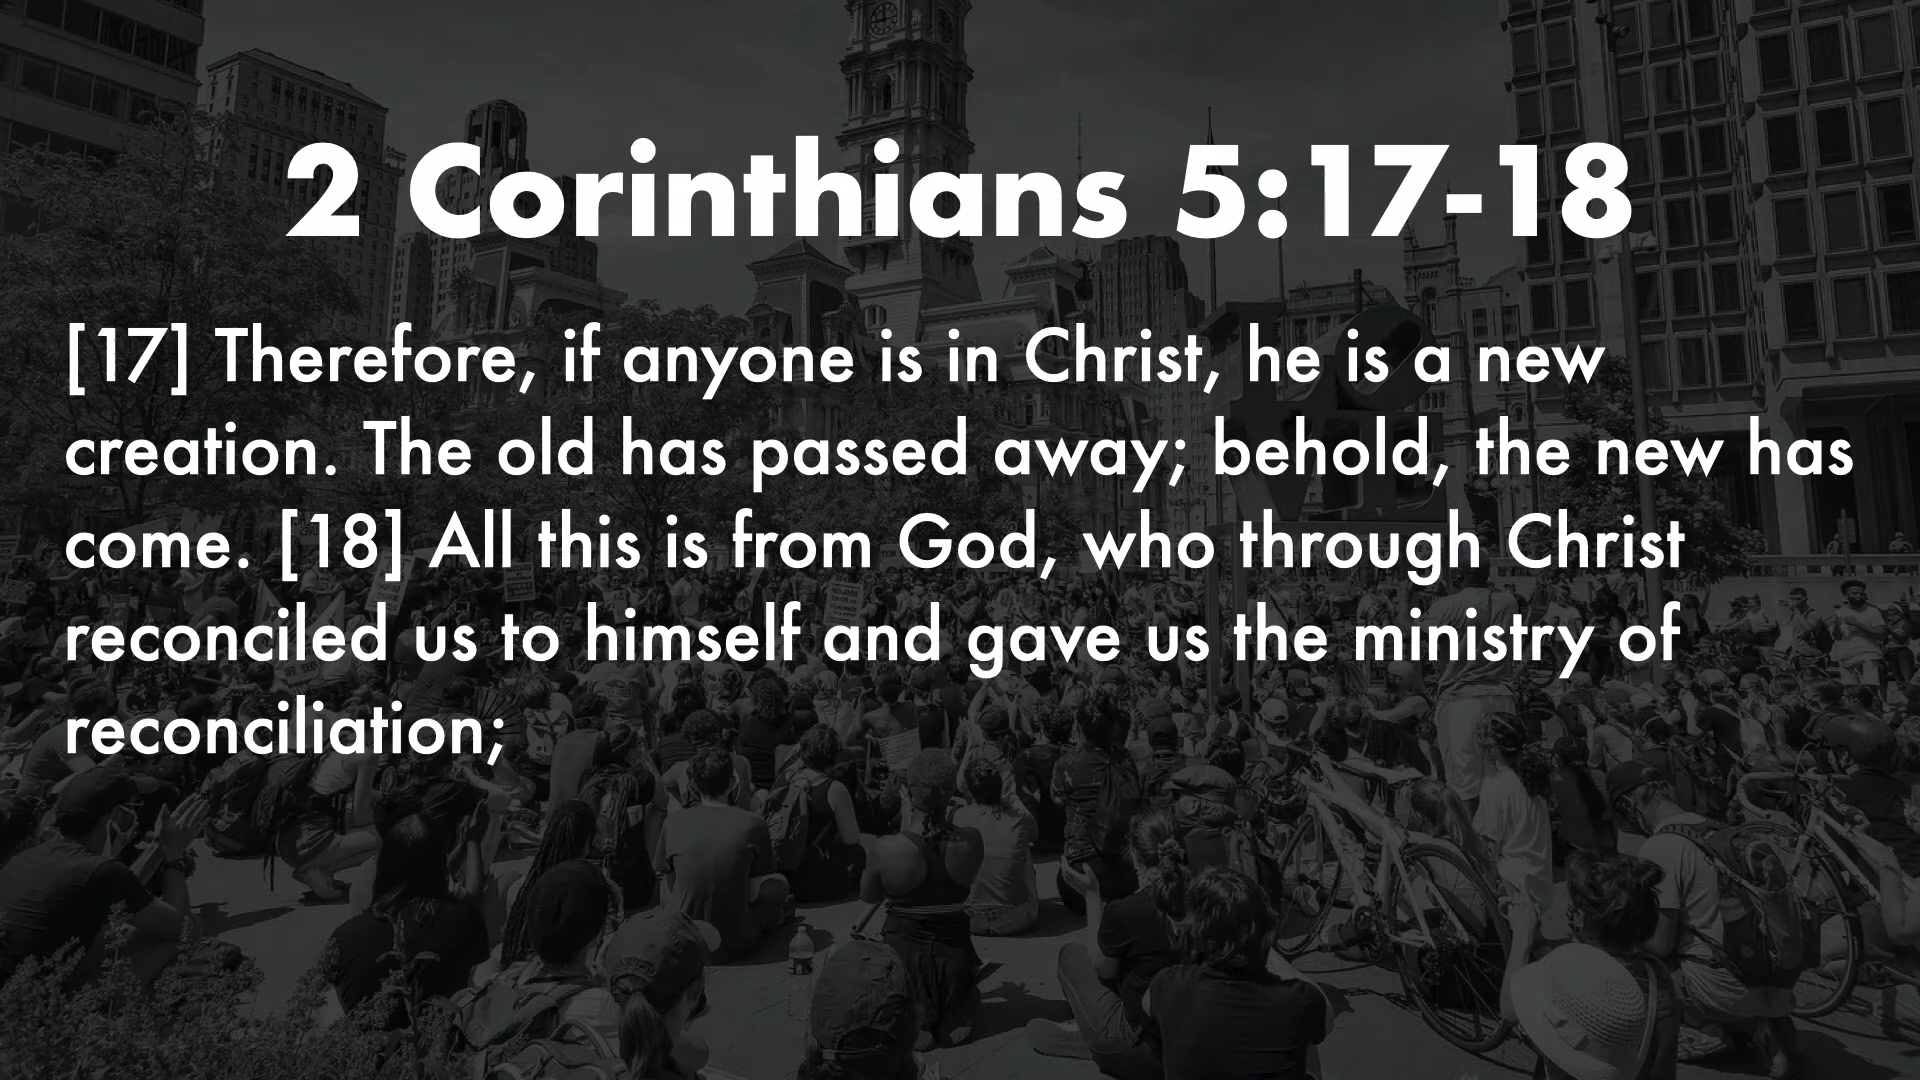 2 Corinthians 5:17-18
[17] Therefore, if anyone is in Christ, he is a new
creation. The old has passed away; behold, the new has
come. [18] All this is from God, who through Christ
reconciled us to himself and gave us the ministry of
reconciliation;